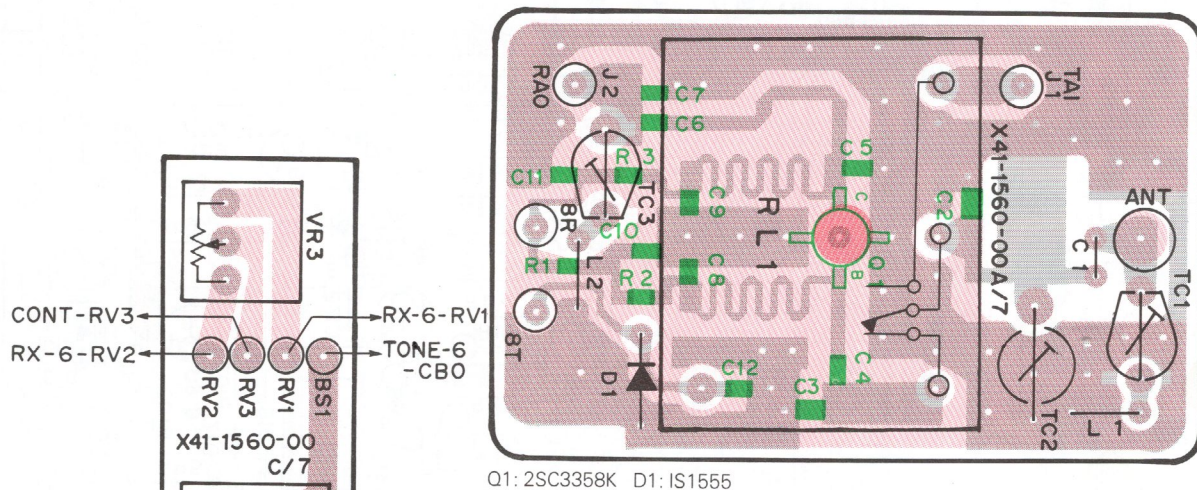 VR3
CONT-RV3
RX-6-RV1
RX-6-RV2
TONE-6
-CBO
RV2
RV3
RV1
BS1
X41-1560-00
C/7
RAO
J2
C7
C6
TAI
J1
C11
R3
TC3
C5
C
C9
RL1
C2
X41-1560-00A/7
ANT
8R
C10
Q1
B
C1
R1
L2
R2
C8
TC1
8T
D1
C12
C3
C4
TC2
L1
Q1: 2SC3358K D1: IS1555